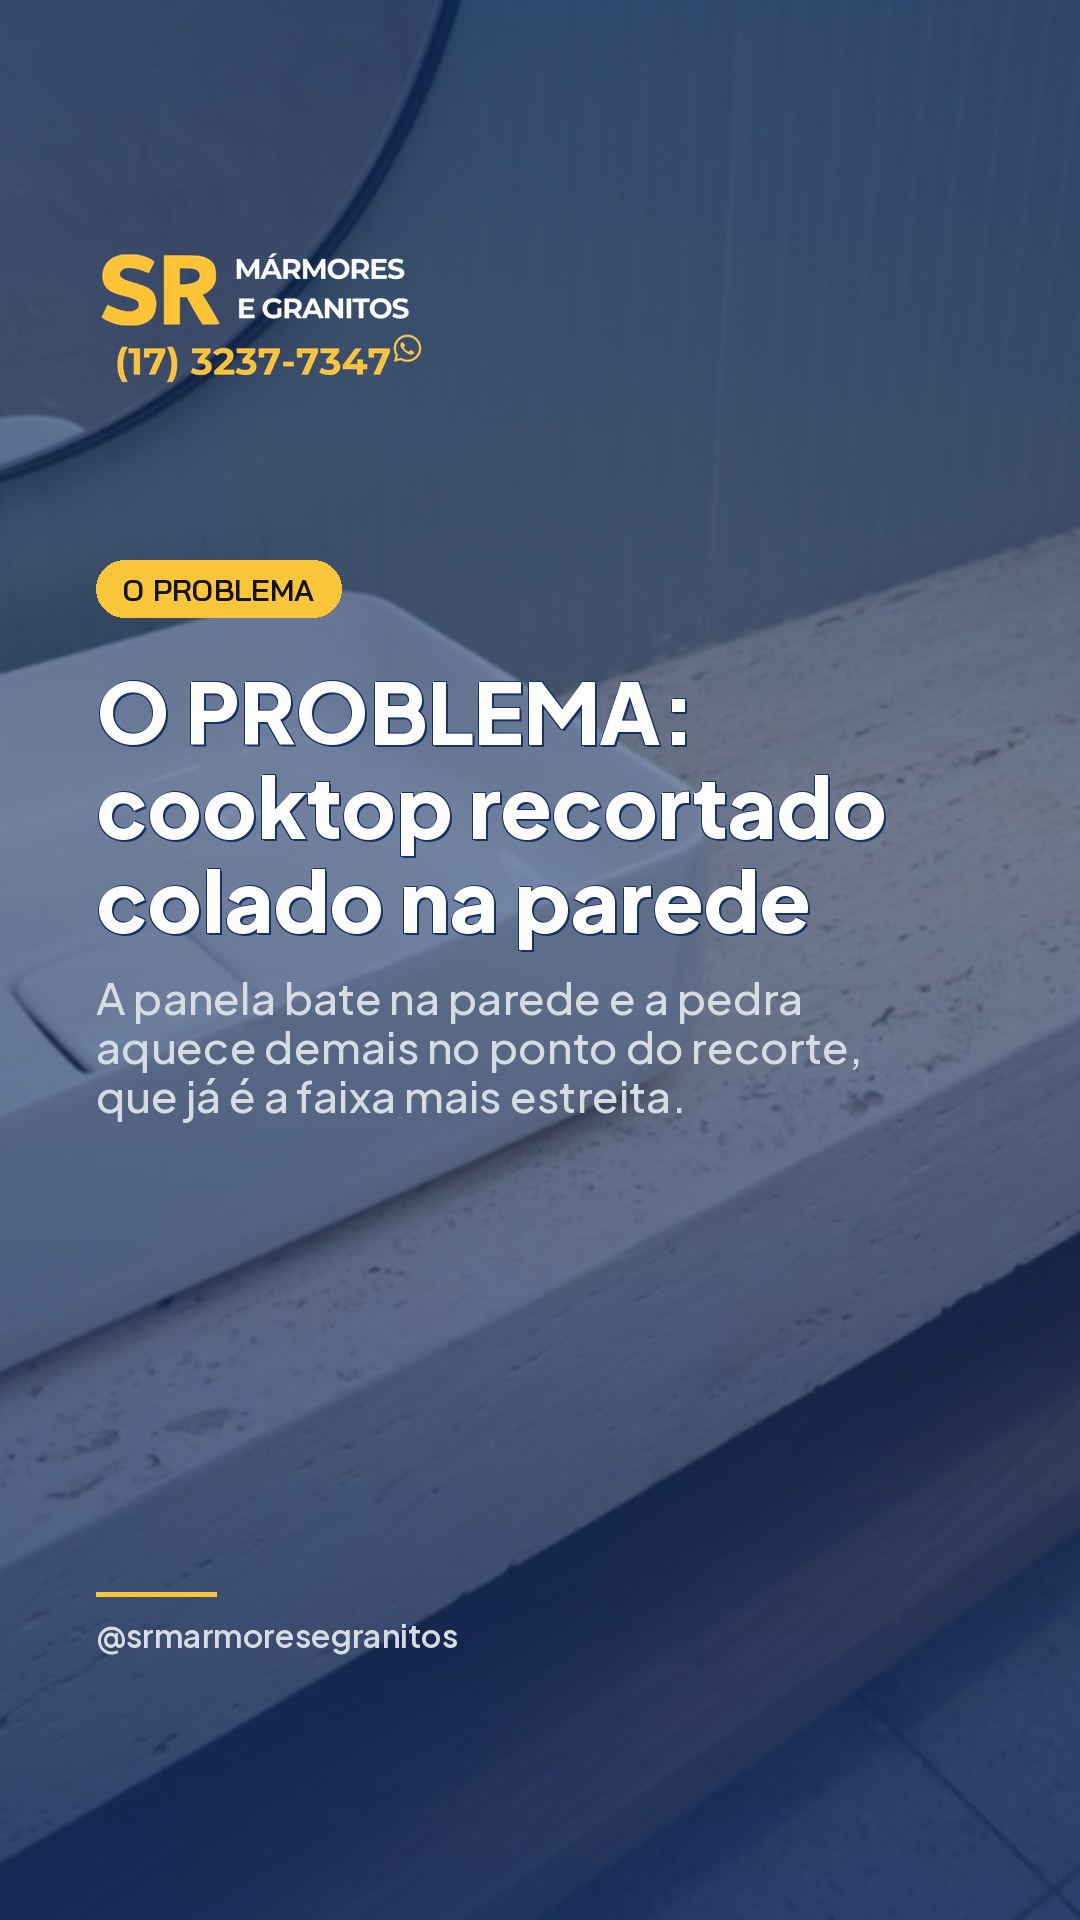 SR MÁRMORES
E GRANITOS
(17) 3237-7347
O PROBLEMA
O PROBLEMA:
cooktop recortado
colado na parede
A panela bate na parede e a pedra
aquece demais no ponto do recorte,
que já é a faixa mais estreita.
@srmarmoresegranitos